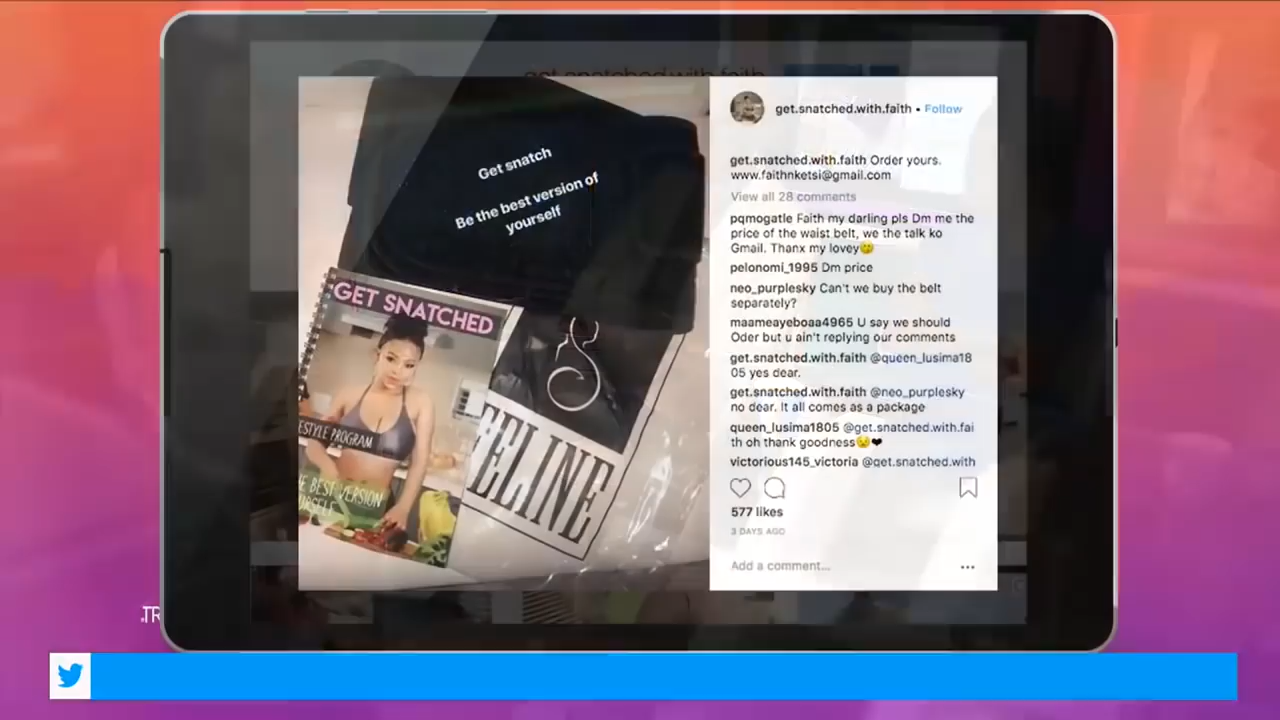 get.snatched.with.faith
Get snatch
Be the best version of
yourself
GET SNATCHED
ESTYLE PROGRAM
E BEST VERSION
FELINE
get.snatched.with.faith • Follow
get.snatched.with.faith Order yours.
www.faithnketsi@gmail.com
View all 28 comments
pqmogatle Faith my darling pls Dm me the
price of the waist belt, we the talk ko
Gmail. Thanx my lovey🙂
pelonomi_1995 Dm price
neo_purplesky Can't we buy the belt
separately?
maameayeboaa4965 U say we should
Oder but u ain't replying our comments
get.snatched.with.faith @queen_lusima18
05 yes dear.
get.snatched.with.faith @neo_purplesky
no dear. It all comes as a package
queen_lusima1805 @get.snatched.with.fai
th oh thank goodness😥❤
victorious145_victoria @get.snatched.with
577 likes
3 DAYS AGO
Add a comment...
.TR